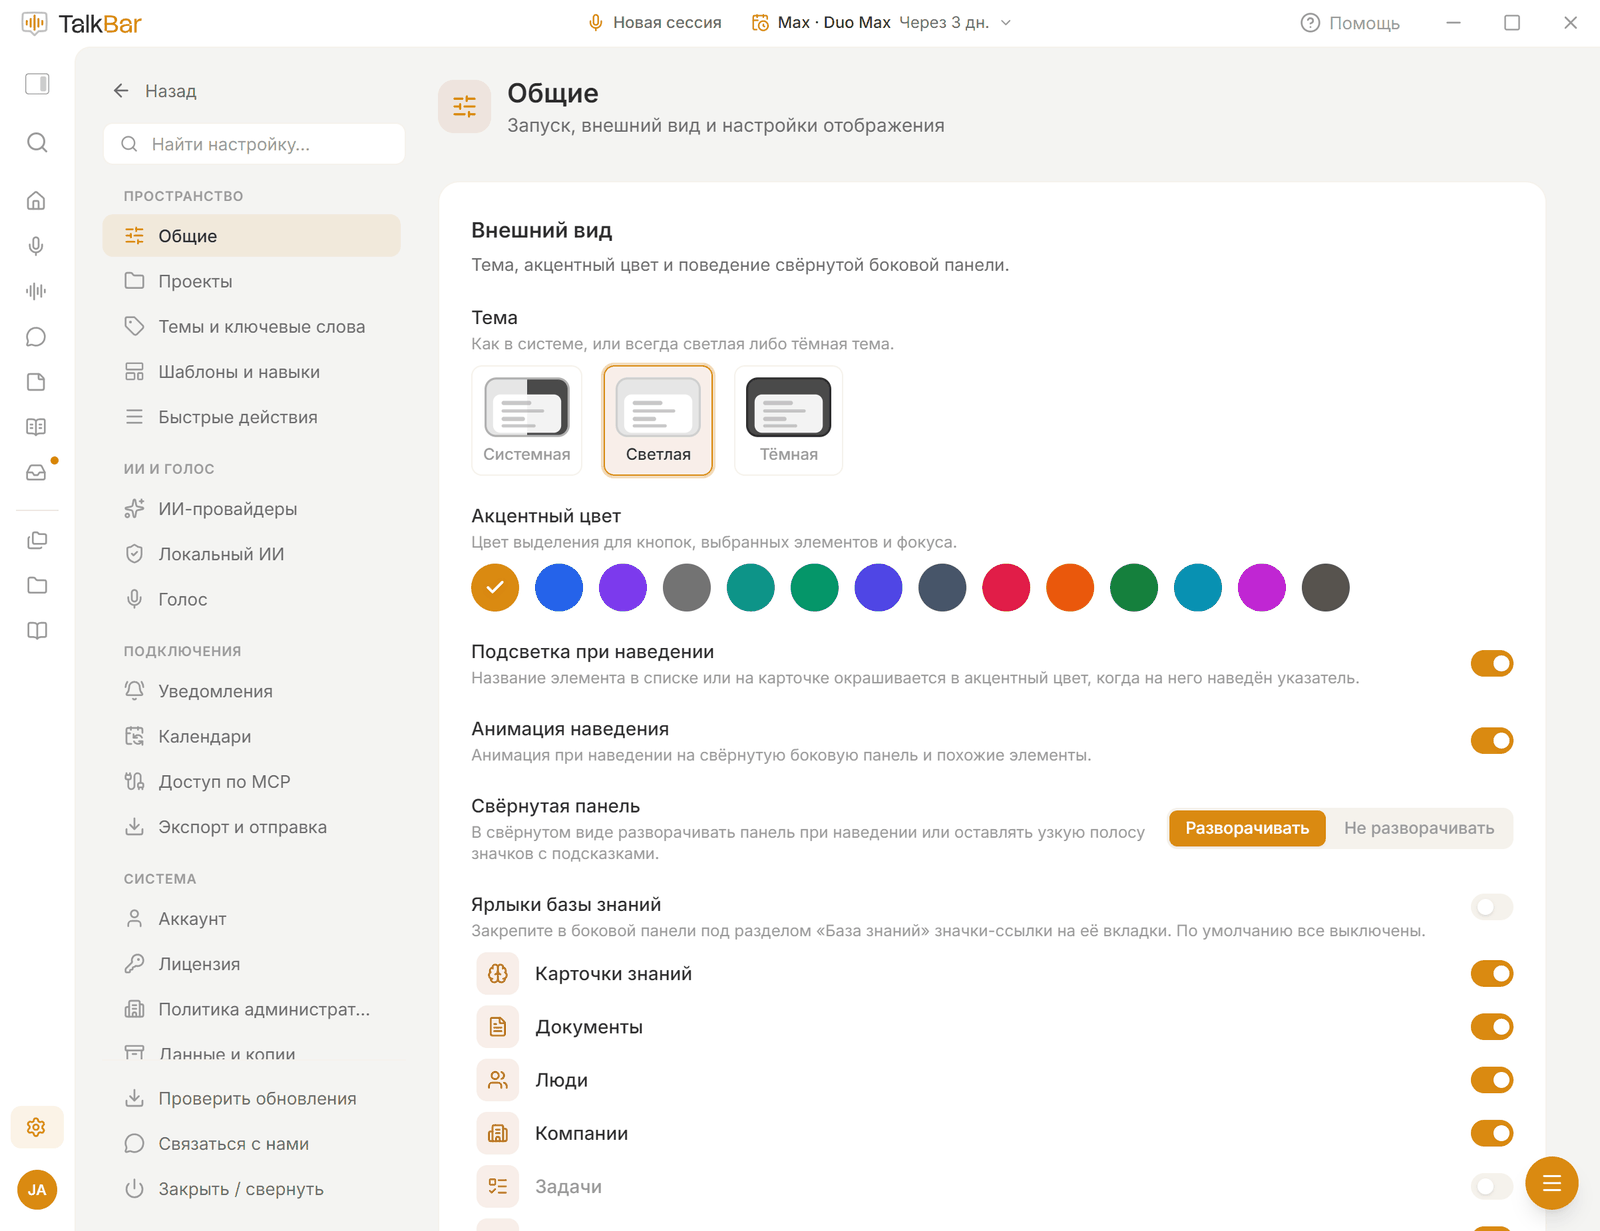 TalkBar
Новая сессия
Max · Duo Max Через 3 дн.
Помощь
Назад
Найти настройку...
ПРОСТРАНСТВО
Общие
Проекты
Темы и ключевые слова
Шаблоны и навыки
Быстрые действия
ИИ И ГОЛОС
ИИ-провайдеры
Локальный ИИ
Голос
ПОДКЛЮЧЕНИЯ
Уведомления
Календари
Доступ по MCP
Экспорт и отправка
СИСТЕМА
Аккаунт
Лицензия
Политика администрат...
Данные и копии
Проверить обновления
Связаться с нами
Закрыть / свернуть
JA
Общие
Запуск, внешний вид и настройки отображения
Внешний вид
Тема, акцентный цвет и поведение свёрнутой боковой панели.
Тема
Как в системе, или всегда светлая либо тёмная тема.
Системная
Светлая
Тёмная
Акцентный цвет
Цвет выделения для кнопок, выбранных элементов и фокуса.
Подсветка при наведении
Название элемента в списке или на карточке окрашивается в акцентный цвет, когда на него наведён указатель.
Анимация наведения
Анимация при наведении на свёрнутую боковую панель и похожие элементы.
Свёрнутая панель
В свёрнутом виде разворачивать панель при наведении или оставлять узкую полосу
значков с подсказками.
Разворачивать
Не разворачивать
Ярлыки базы знаний
Закрепите в боковой панели под разделом «База знаний» значки-ссылки на её вкладки. По умолчанию все выключены.
Карточки знаний
Документы
Люди
Компании
Задачи